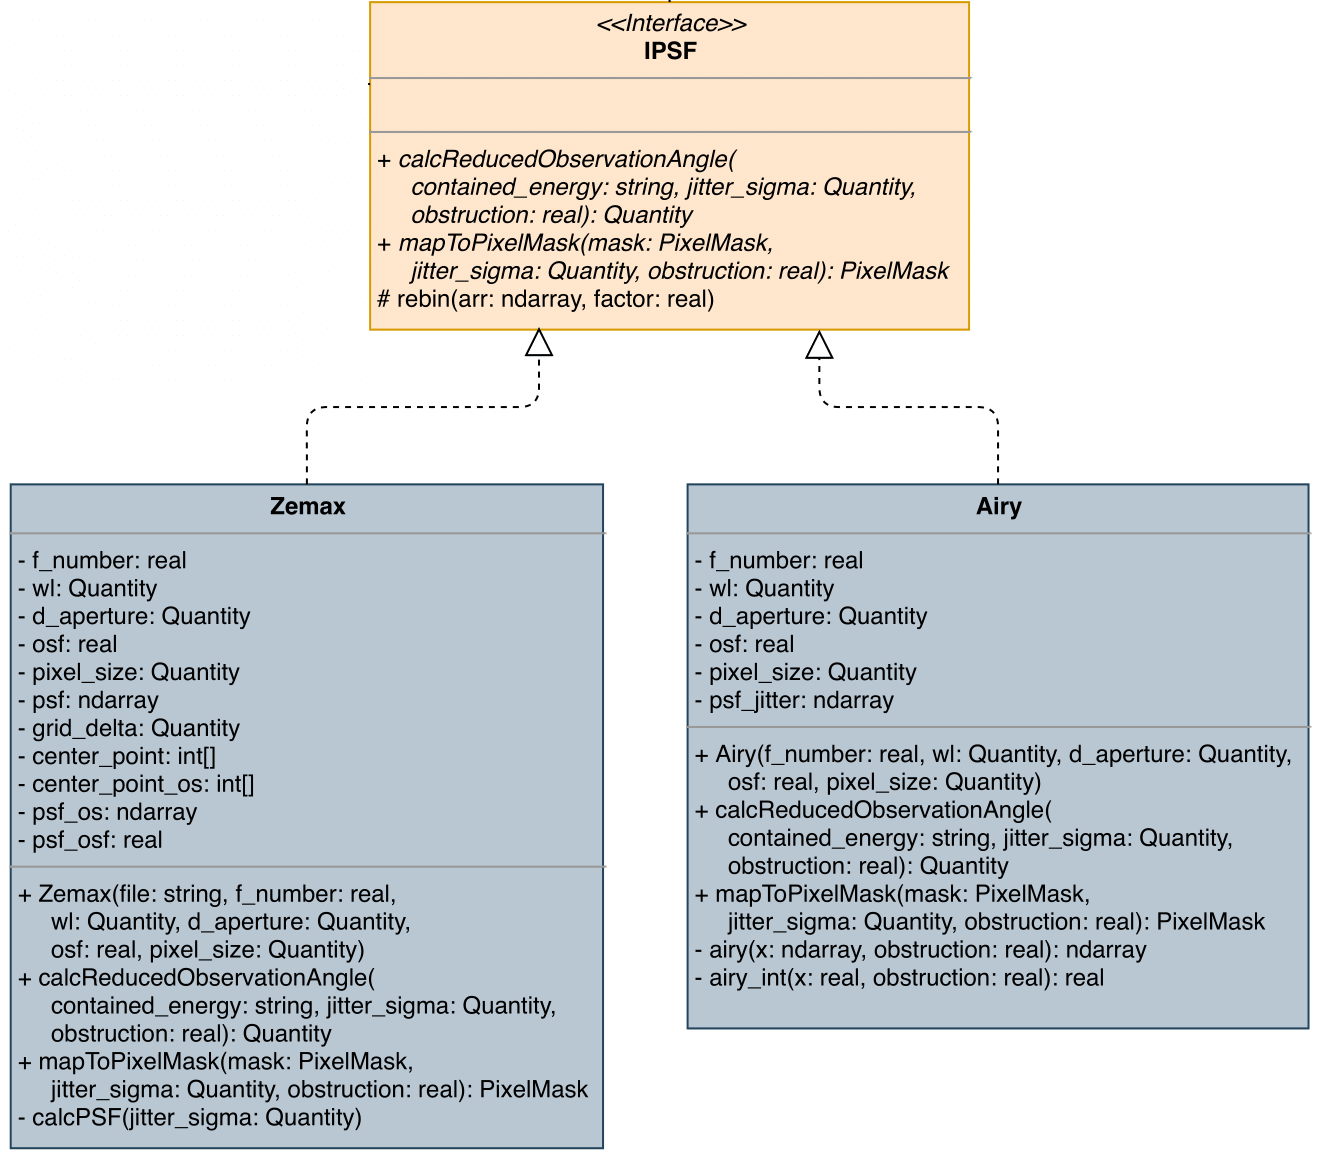 <<Interface>>
IPSF
+ calcReducedObservationAngle(
contained_energy: string, jitter_sigma: Quantity,
obstruction: real): Quantity
+ mapToPixelMask(mask: PixelMask,
jitter_sigma: Quantity, obstruction: real): PixelMask
# rebin(arr: ndarray, factor: real)
Zemax
- f_number: real
- wl: Quantity
- d_aperture: Quantity
- osf: real
- pixel_size: Quantity
- psf: ndarray
- grid_delta: Quantity
- center_point: int[]
- center_point_os: int[]
- psf_os: ndarray
- psf_osf: real
+ Zemax(file: string, f_number: real,
wl: Quantity, d_aperture: Quantity,
osf: real, pixel_size: Quantity)
+ calcReducedObservationAngle(
contained_energy: string, jitter_sigma: Quantity,
obstruction: real): Quantity
+ mapToPixelMask(mask: PixelMask,
jitter_sigma: Quantity, obstruction: real): PixelMask
- calcPSF(jitter_sigma: Quantity)
Airy
- f_number: real
- wl: Quantity
- d_aperture: Quantity
- osf: real
- pixel_size: Quantity
- psf_jitter: ndarray
+ Airy(f_number: real, wl: Quantity, d_aperture: Quantity,
osf: real, pixel_size: Quantity)
+ calcReducedObservationAngle(
contained_energy: string, jitter_sigma: Quantity,
obstruction: real): Quantity
+ mapToPixelMask(mask: PixelMask,
jitter_sigma: Quantity, obstruction: real): PixelMask
- airy(x: ndarray, obstruction: real): ndarray
- airy_int(x: real, obstruction: real): real